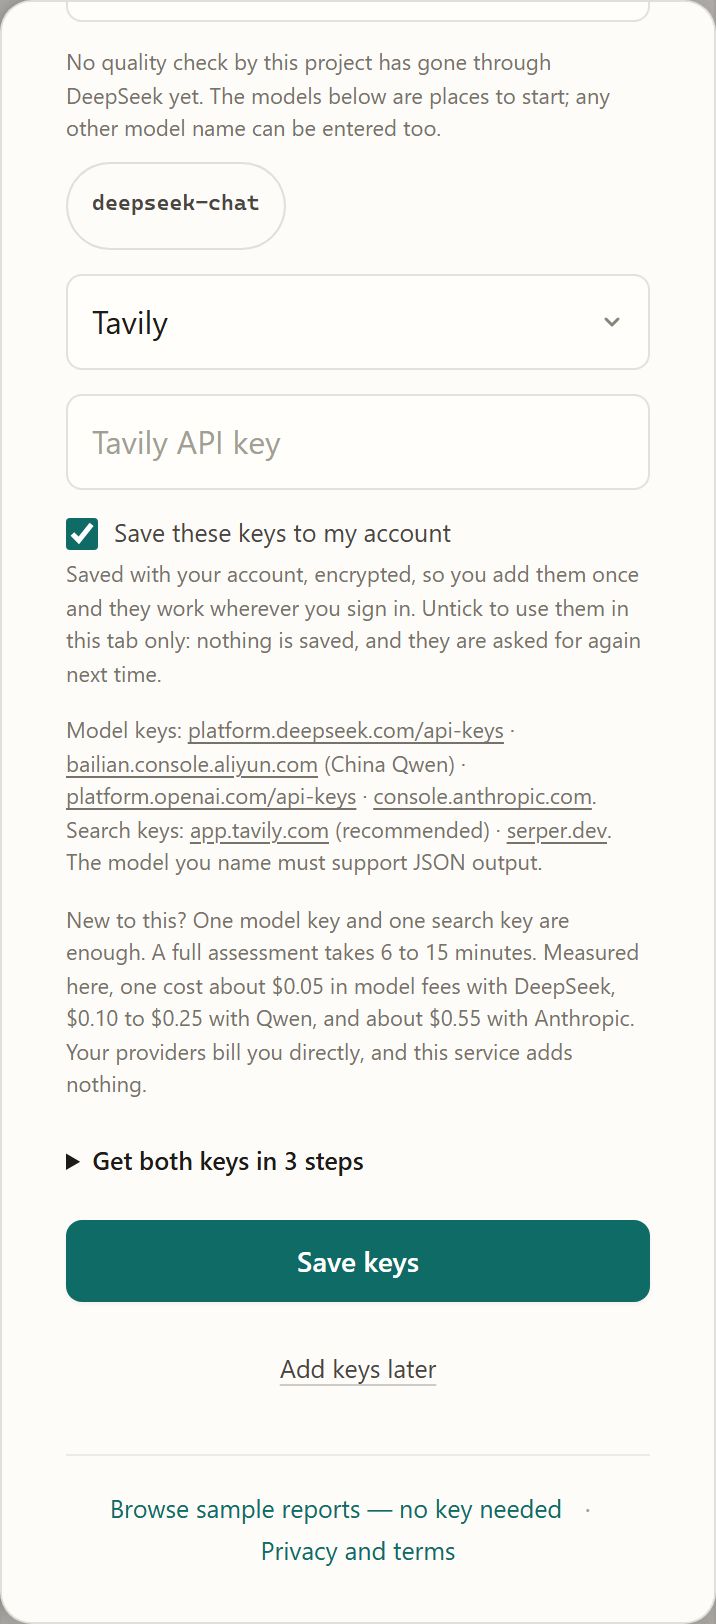 No quality check by this project has gone through
DeepSeek yet. The models below are places to start; any
other model name can be entered too.
deepseek-chat
Tavily
Tavily API key
Save these keys to my account
Saved with your account, encrypted, so you add them once
and they work wherever you sign in. Untick to use them in
this tab only: nothing is saved, and they are asked for again
next time.
Model keys: platform.deepseek.com/api-keys ·
bailian.console.aliyun.com (China Qwen) ·
platform.openai.com/api-keys · console.anthropic.com.
Search keys: app.tavily.com (recommended) · serper.dev.
The model you name must support JSON output.
New to this? One model key and one search key are
enough. A full assessment takes 6 to 15 minutes. Measured
here, one cost about $0.05 in model fees with DeepSeek,
$0.10 to $0.25 with Qwen, and about $0.55 with Anthropic.
Your providers bill you directly, and this service adds
nothing.
Get both keys in 3 steps
Save keys
Add keys later
Browse sample reports — no key needed ·
Privacy and terms